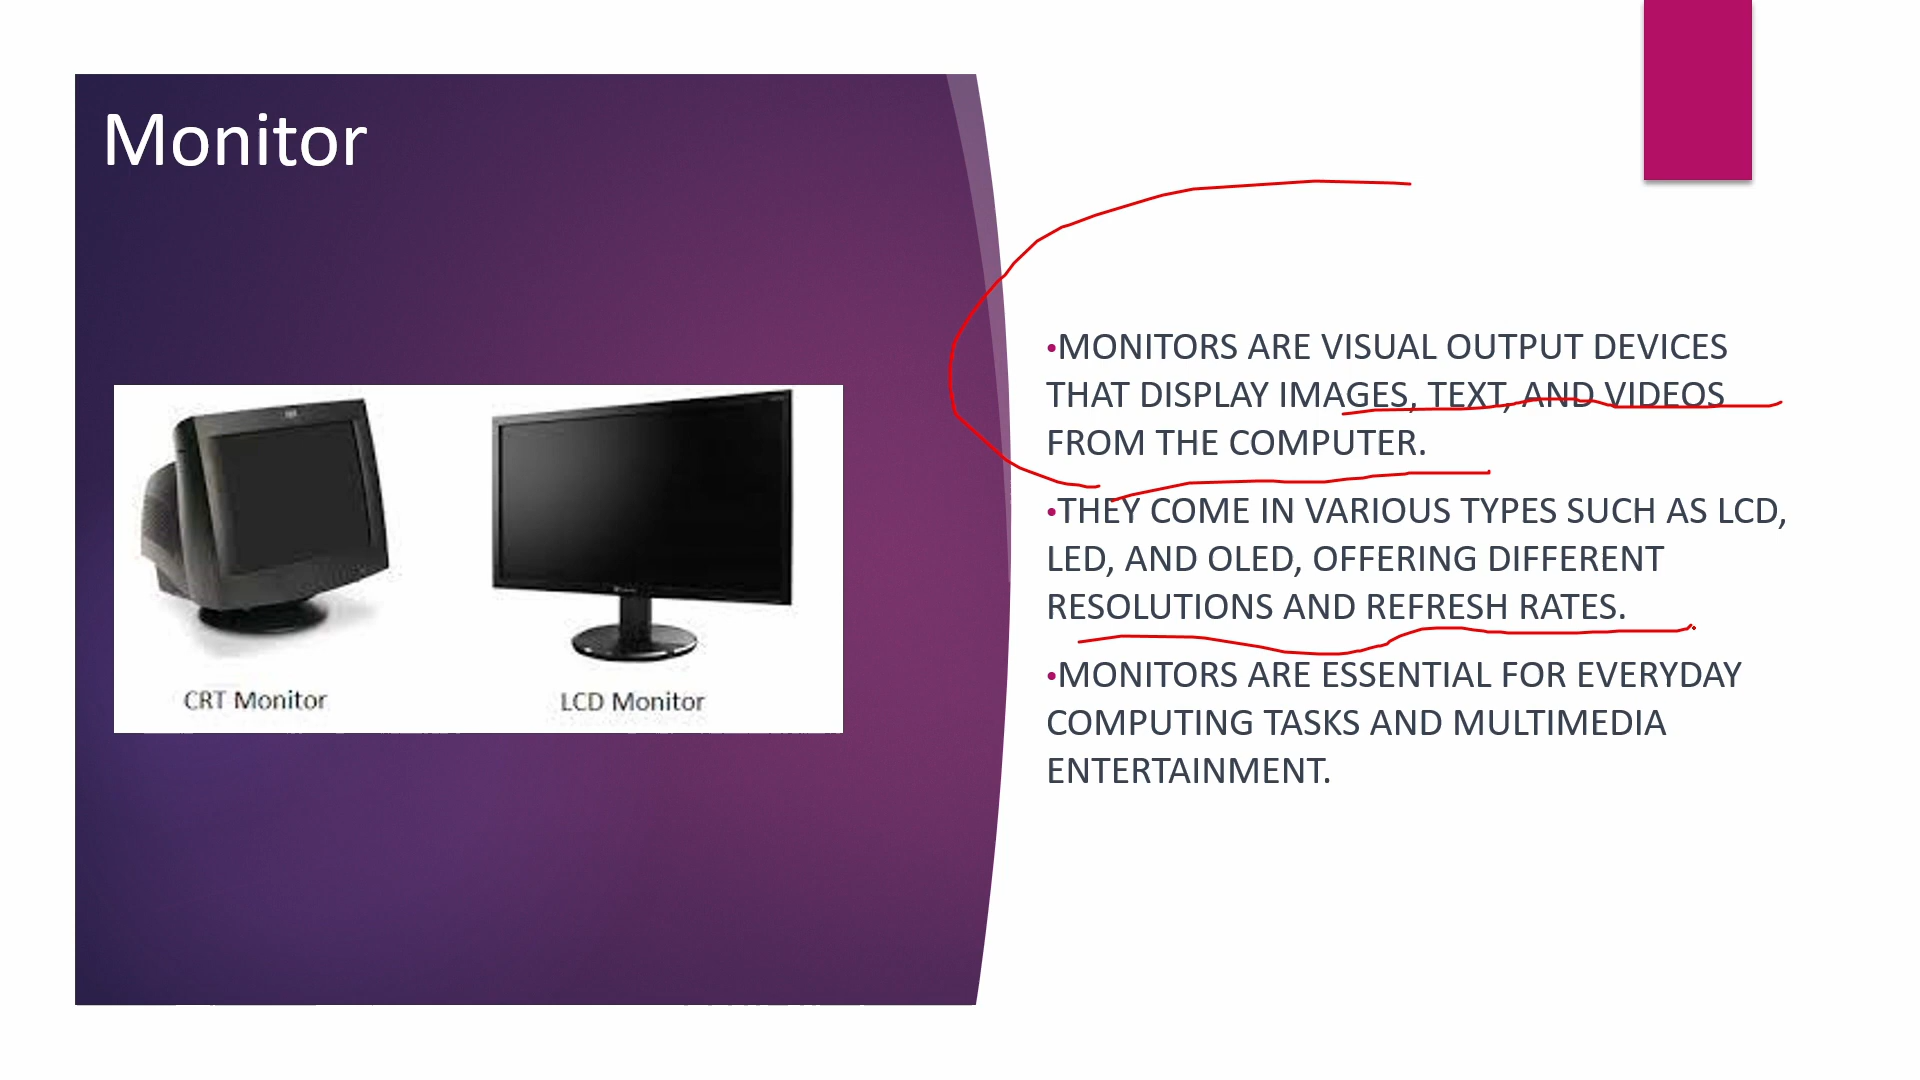 Monitor
CRT Monitor
LCD Monitor
•MONITORS ARE VISUAL OUTPUT DEVICES
THAT DISPLAY IMAGES, TEXT, AND VIDEOS
FROM THE COMPUTER.
•THEY COME IN VARIOUS TYPES SUCH AS LCD,
LED, AND OLED, OFFERING DIFFERENT
RESOLUTIONS AND REFRESH RATES.
•MONITORS ARE ESSENTIAL FOR EVERYDAY
COMPUTING TASKS AND MULTIMEDIA
ENTERTAINMENT.